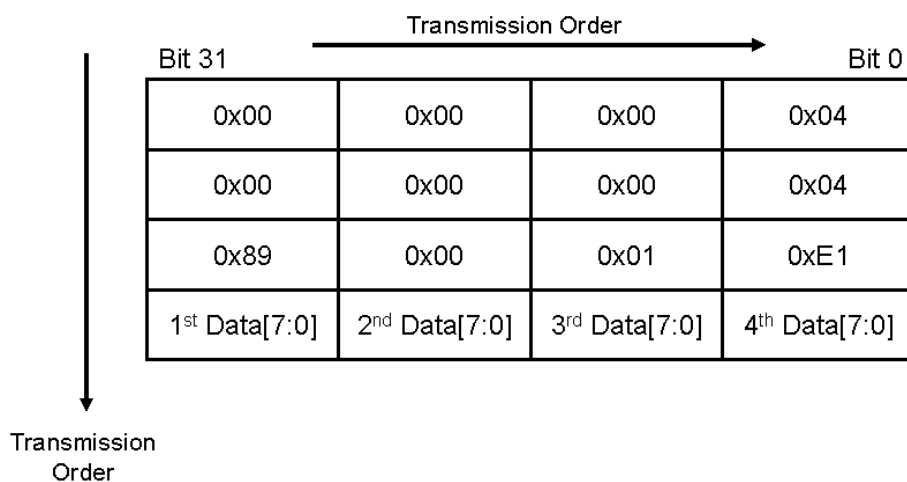 Transmission Order
Bit 31 Bit 0
0x00 0x00 0x00 0x04
0x00 0x00 0x00 0x04
0x89 0x00 0x01 0xE1
1st Data[7:0] 2nd Data[7:0] 3rd Data[7:0] 4th Data[7:0]
Transmission
Order